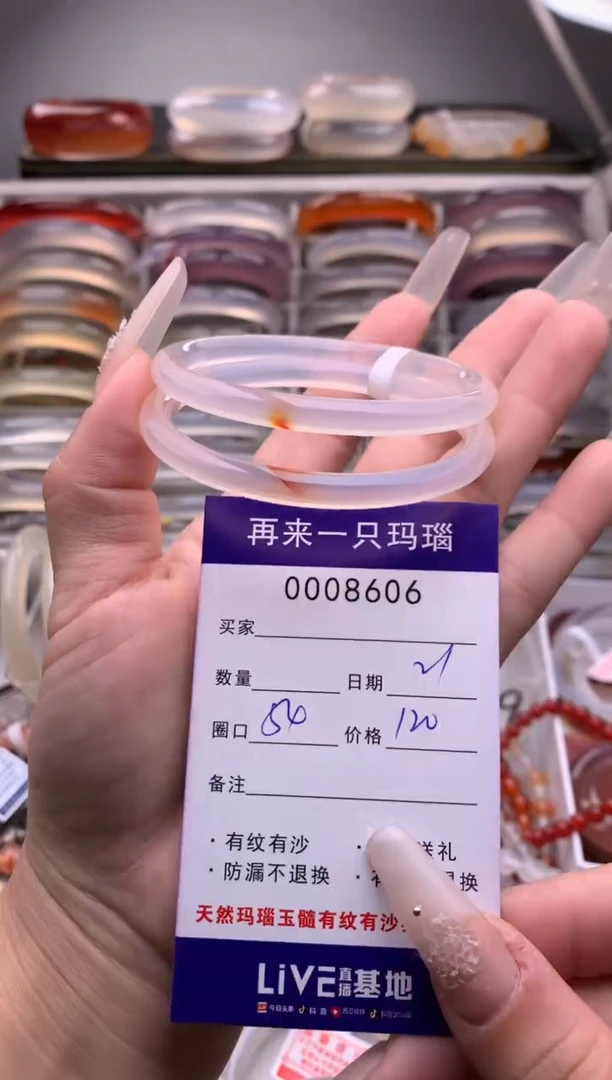 再来一只玛瑙
0008606
买家
数量 日期 21
圈口 54 价格 120
备注
·有纹有沙 · 送礼
·防漏不退换 · 换
天然玛瑙玉髓有纹有沙
LiVE直播基地
今日头条 抖音